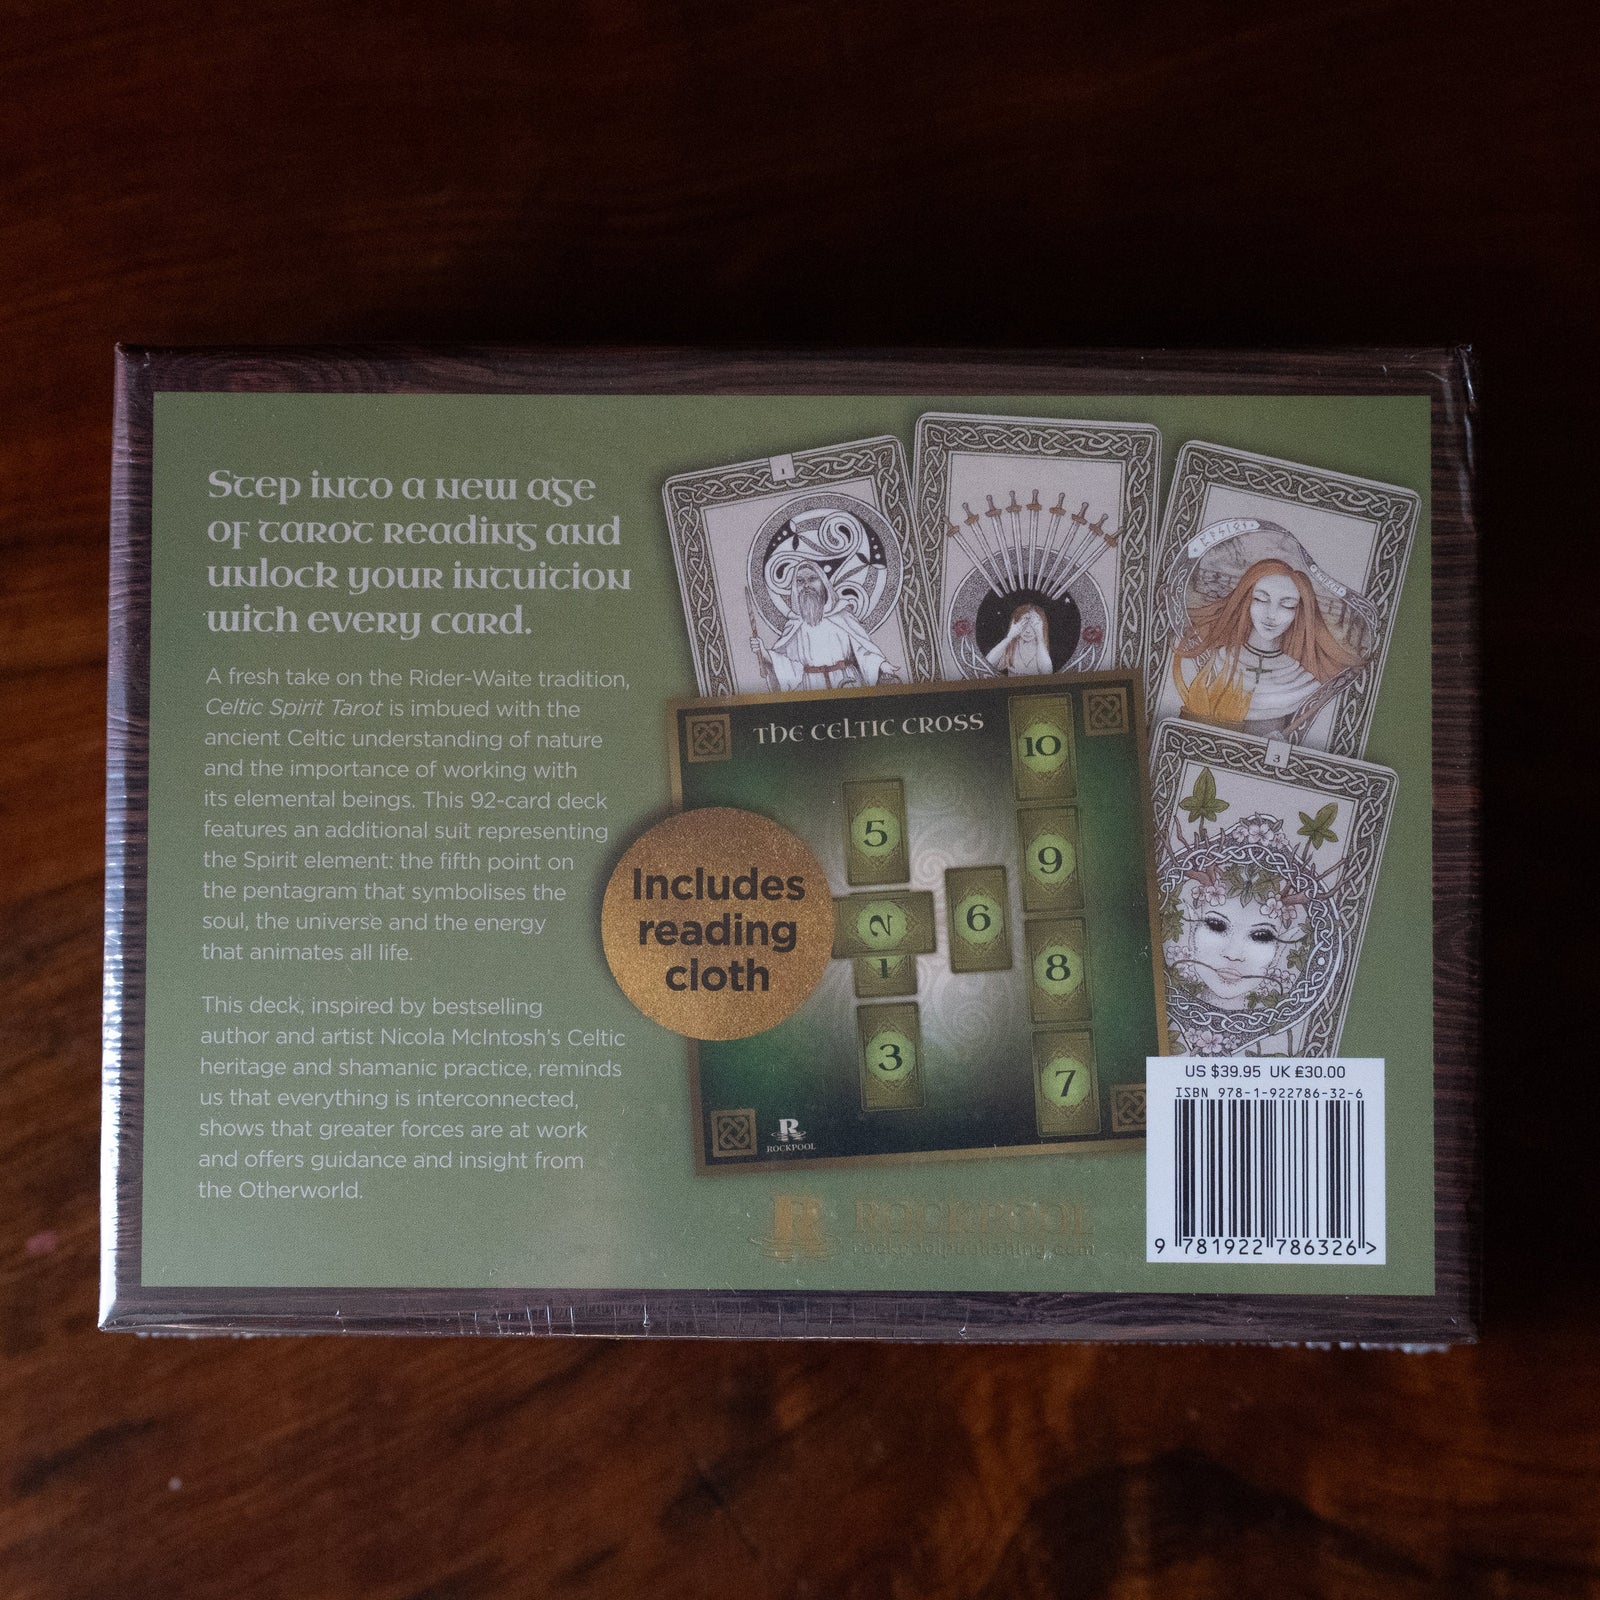 Step into a new age
of tarot reading and
unlock your intuition
with every card.
A fresh take on the Rider-Waite tradition,
Celtic Spirit Tarot is imbued with the
ancient Celtic understanding of nature
and the importance of working with
its elemental beings. This 92-card deck
features an additional suit representing
the Spirit element: the fifth point on
the pentagram that symbolises the
soul, the universe and the energy
that animates all life.
This deck, inspired by bestselling
author and artist Nicola McIntosh's Celtic
heritage and shamanic practice, reminds
us that everything is interconnected,
shows that greater forces are at work
and offers guidance and insight from
the Otherworld.
1
3
The Celtic Cross
10
5
9
2
6
1
8
3
7
R
ROCKPOOL
Includes
reading
cloth
R ROCKPOOL
rockpoolpublishing.com
US $39.95 UK £30.00
ISBN 978-1-922786-32-6
9 781922 786326 >